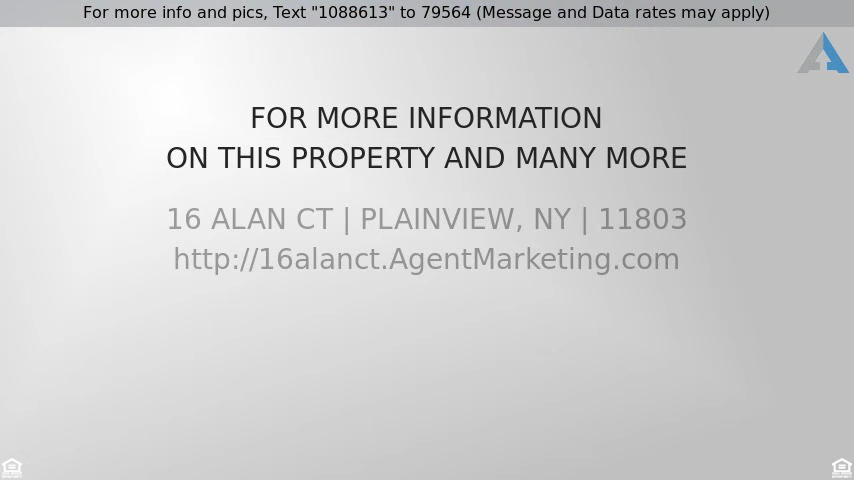 For more info and pics, Text "1088613" to 79564 (Message and Data rates may apply)
FOR MORE INFORMATION
ON THIS PROPERTY AND MANY MORE
16 ALAN CT | PLAINVIEW, NY | 11803
http://16alanct.AgentMarketing.com